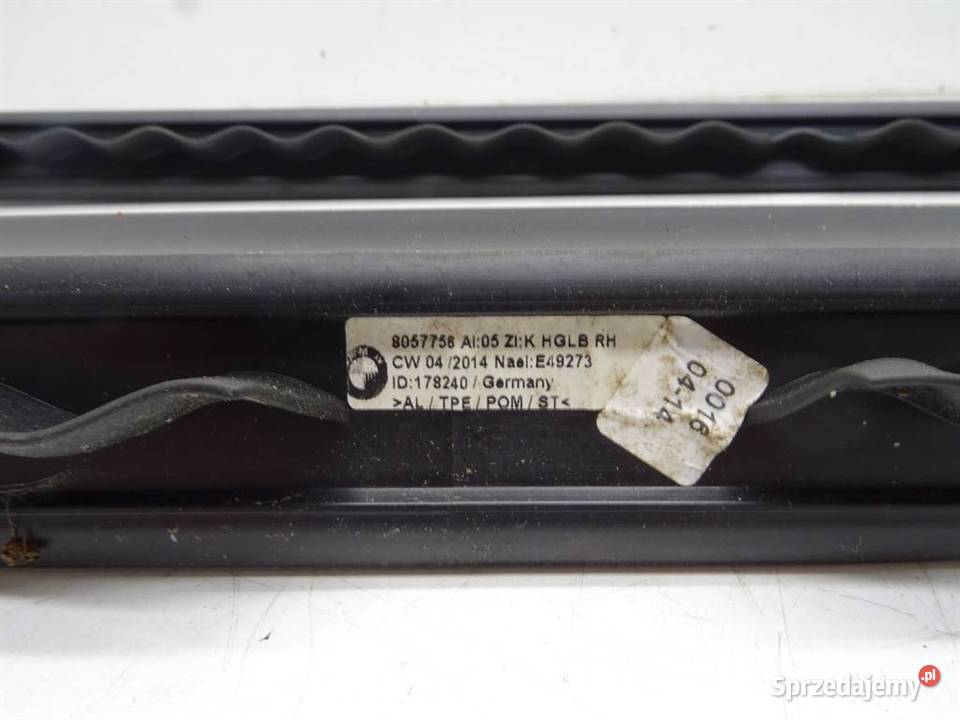 8057758 AI:05 ZI:K HGLB RH
CW 04 /2014 Nael:E49273
ID:178240 / Germany
>AL / TPE / POM / ST<
0016
04-14
Sprzedajemy.pl